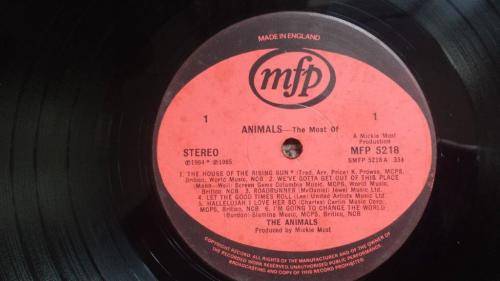 MADE IN ENGLAND
mfp
1 1
ANIMALS—The Most Of
A Mickie Most
Production
STEREO
MFP 5218
℗1964 * ℗1965
SMFP 5218A 33⅓
1. THE HOUSE OF THE RISING SUN * (Trad. Arr. Price) K. Prowse, MCPS,
Britico, World Music, NCB 2. WE'VE GOTTA GET OUT OF THIS PLACE
(Mann—Weil) Screen Gems Columbia Music, MCPS, World Music,
Britico, NCB 3. ROADRUNNER (McDaniel) Jewel Music, MCPS, NCB
4. LET THE GOOD TIMES ROLL (Lee) United Artists Music Ltd
5. HALLELUJAH I LOVE HER SO (Charles) Carlin Music Corp.
MCPS, Britico, NCB 6. I'M GOING TO CHANGE THE WORLD
(Burdon) Slamina Music, MCPS, Britico, NCB
THE ANIMALS
Produced by Mickie Most
COPYRIGHT RECORD. ALL RIGHTS OF THE MANUFACTURER AND OF THE OWNER OF
THE RECORDED WORK RESERVED. UNAUTHORISED PUBLIC PERFORMANCE
BROADCASTING AND COPY OF THIS RECORD PROHIBITED